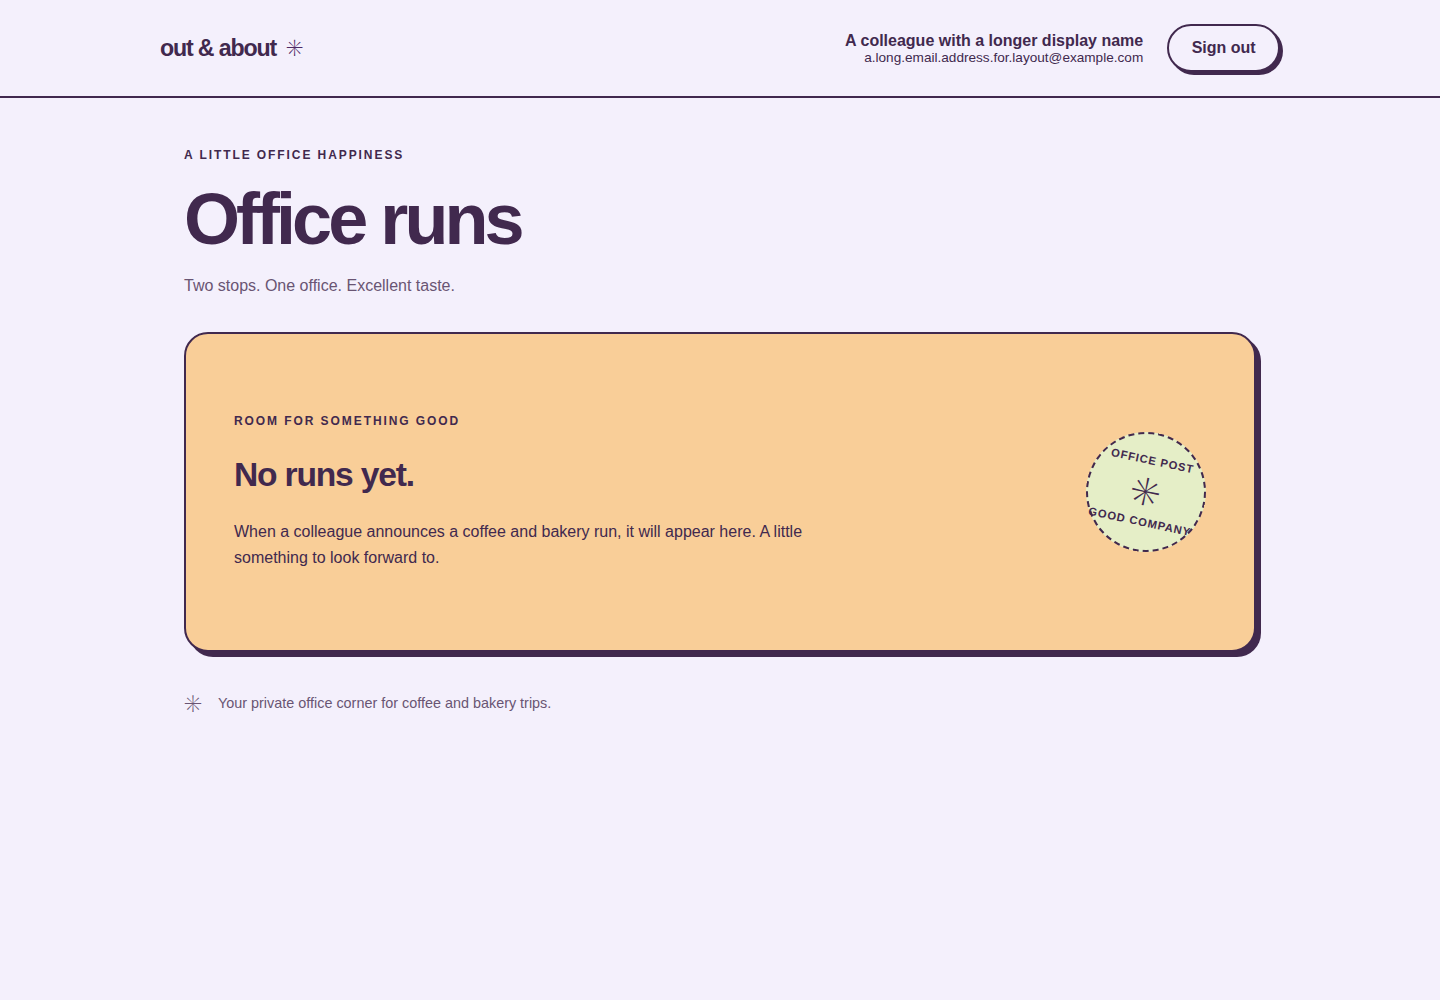 out & about
A colleague with a longer display name
a.long.email.address.for.layout@example.com
Sign out
A LITTLE OFFICE HAPPINESS
Office runs
Two stops. One office. Excellent taste.
ROOM FOR SOMETHING GOOD
No runs yet.
When a colleague announces a coffee and bakery run, it will appear here. A little
something to look forward to.
OFFICE POST
GOOD COMPANY
Your private office corner for coffee and bakery trips.